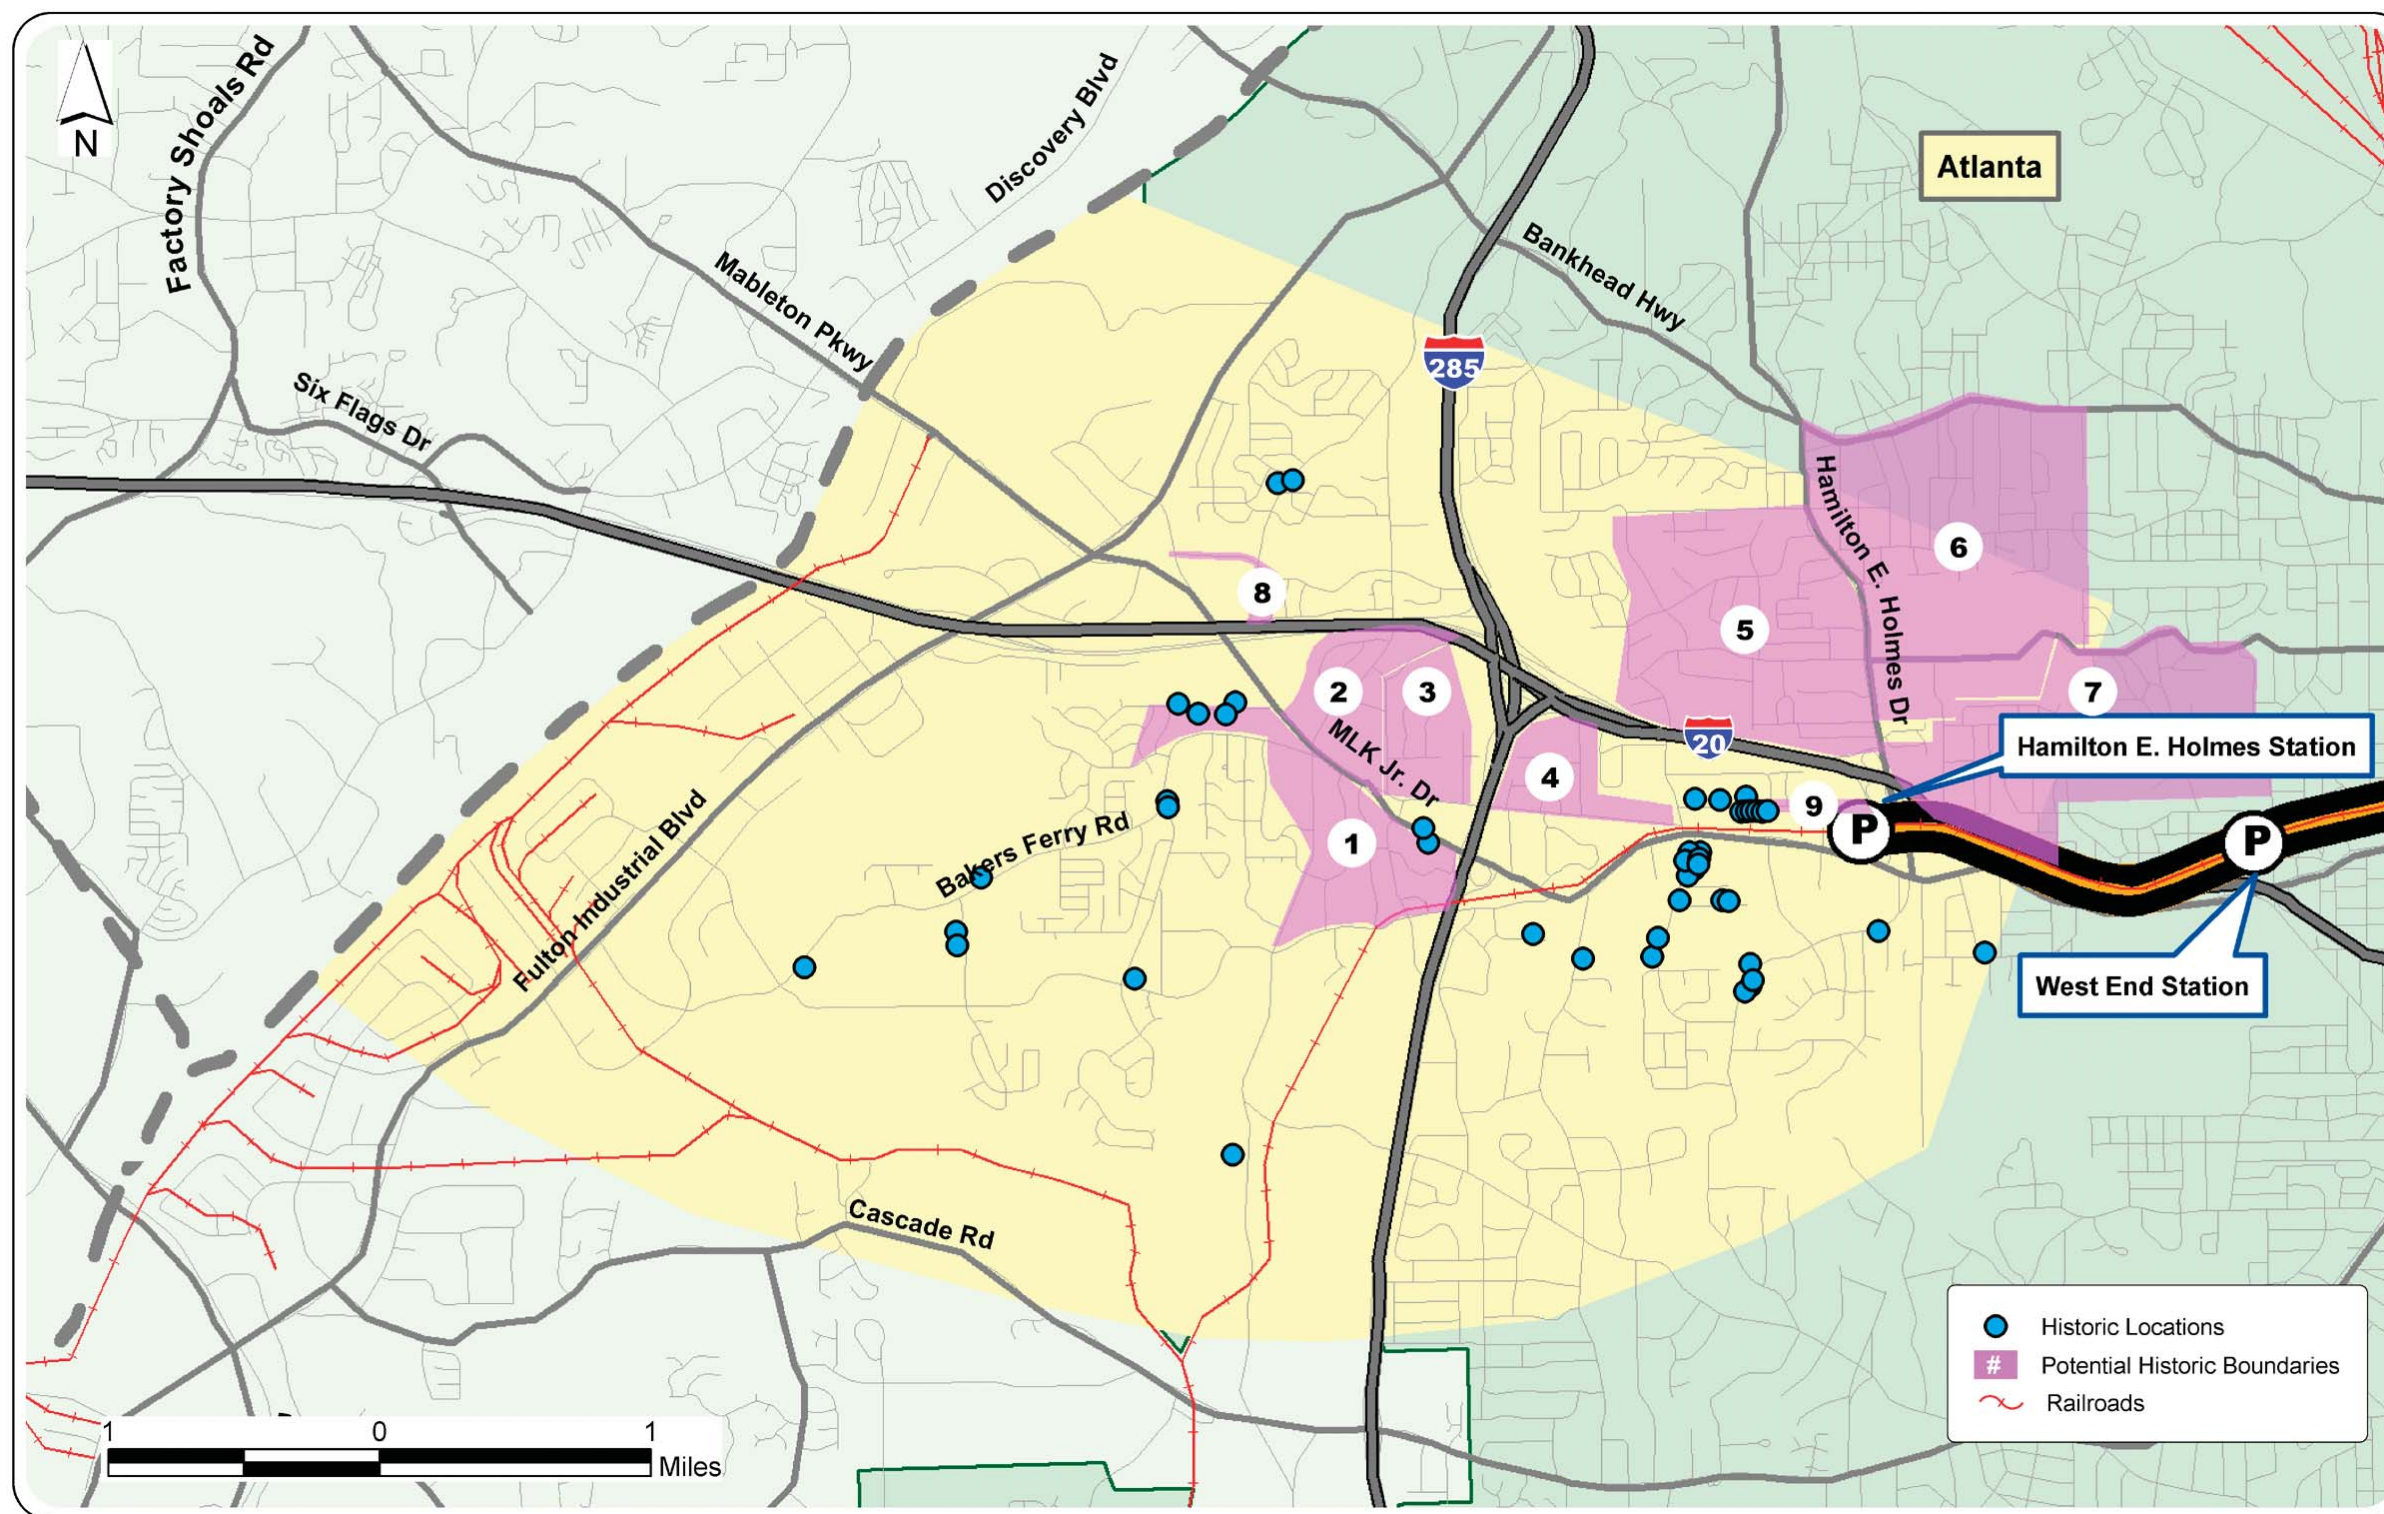 N
Factory Shoals Rd
Discovery Blvd
Atlanta
Mableton Pkwy
Bankhead Hwy
285
Six Flags Dr
Hamilton E. Holmes Dr
6
8
5
2
3
7
MLK Jr. Dr
20
Hamilton E. Holmes Station
4
9
P
P
1
Bakers Ferry Rd
Fulton Industrial Blvd
West End Station
Cascade Rd
Historic Locations
# Potential Historic Boundaries
Railroads
1 0 1
Miles